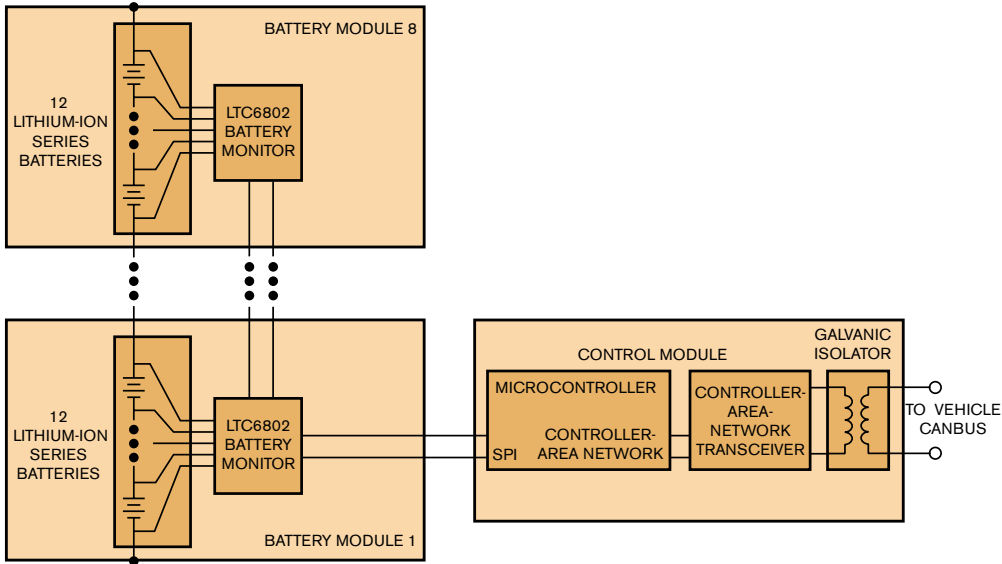 BATTERY MODULE 8
12
LITHIUM-ION
SERIES
BATTERIES
LTC6802
BATTERY
MONITOR
12
LITHIUM-ION
SERIES
BATTERIES
LTC6802
BATTERY
MONITOR
BATTERY MODULE 1
CONTROL MODULE
MICROCONTROLLER
CONTROLLER-
AREA NETWORK
SPI
CONTROLLER-
AREA-
NETWORK
TRANSCEIVER
GALVANIC
ISOLATOR
TO VEHICLE
CANBUS